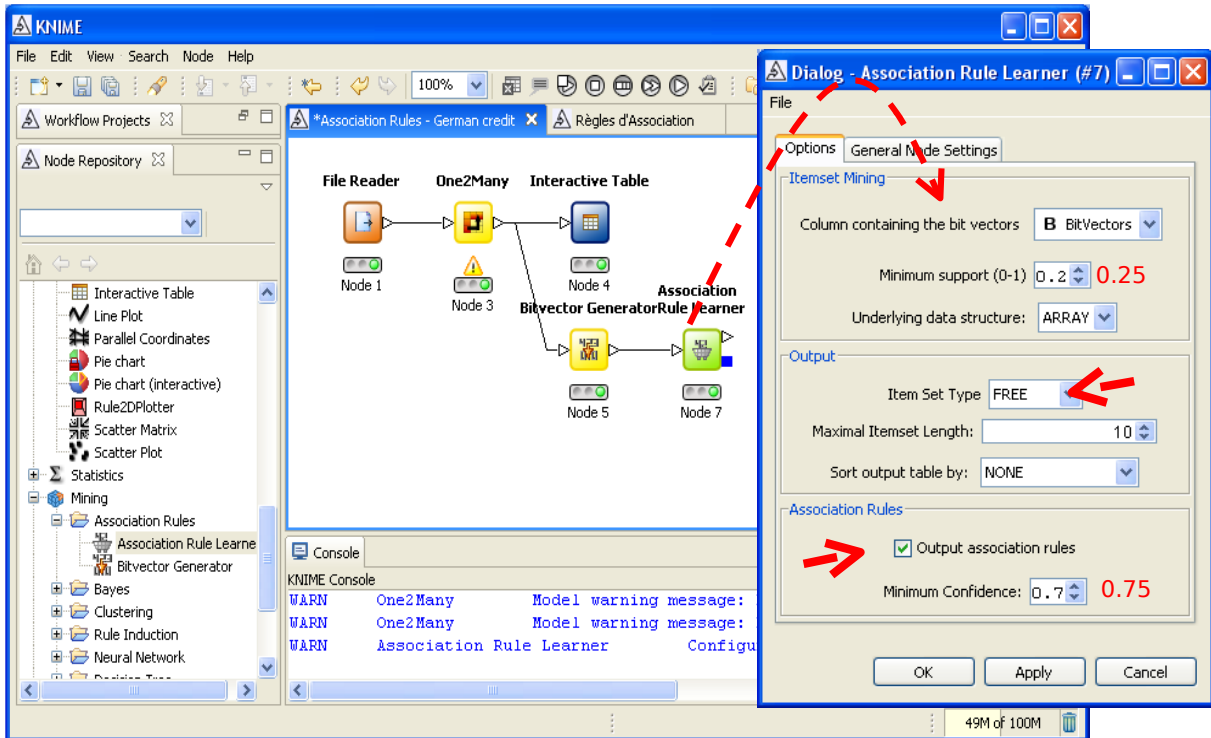 KNIME
File Edit View Search Node Help
100%
Workflow Projects
Node Repository
Interactive Table
Line Plot
Parallel Coordinates
Pie chart
Pie chart (interactive)
Rule2DPlotter
Scatter Matrix
Scatter Plot
Σ Statistics
Mining
Association Rules
Association Rule Learne
Bitvector Generator
Bayes
Clustering
Rule Induction
Neural Network
*Association Rules - German credit
Règles d'Association
File Reader
Node 1
One2Many
Node 3
Interactive Table
Node 4
Bitvector Generator
Node 5
Association
Rule Learner
Node 7
Console
KNIME Console
WARN One2Many Model warning message:
WARN One2Many Model warning message:
WARN Association Rule Learner Configu
49M of 100M
Dialog - Association Rule Learner (#7)
File
Options General Node Settings
Itemset Mining
Column containing the bit vectors B BitVectors
Minimum support (0-1) 0.2 0.25
Underlying data structure: ARRAY
Output
Item Set Type FREE
Maximal Itemset Length: 10
Sort output table by: NONE
Association Rules
Output association rules
Minimum Confidence: 0.7 0.75
OK Apply Cancel